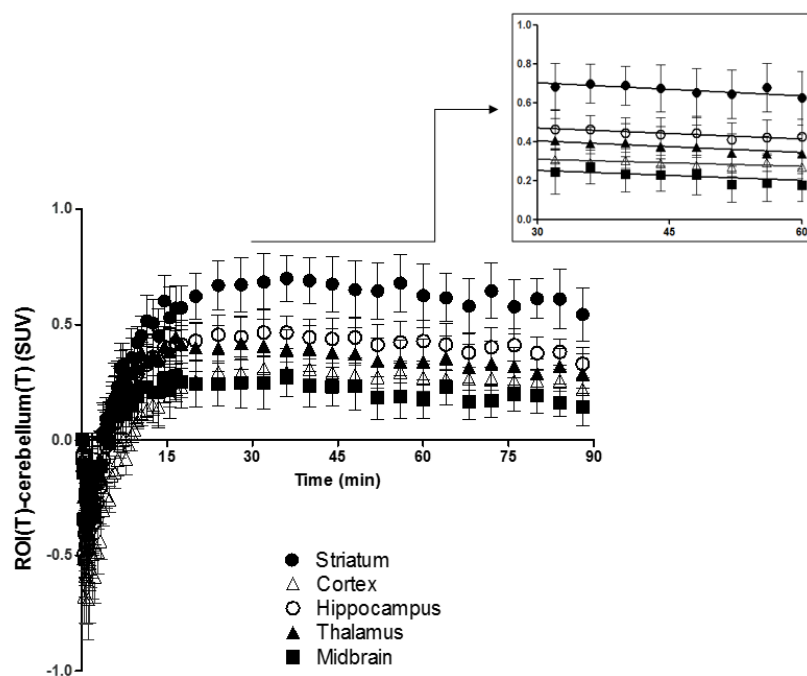 1.0
0.8
0.6
0.4
0.2
0.0
30
45
60
1.0
0.5
0.0
-0.5
-1.0
15
30
45
60
75
90
Time (min)
ROI(T)-cerebellum(T) (SUV)
Striatum
Cortex
Hippocampus
Thalamus
Midbrain